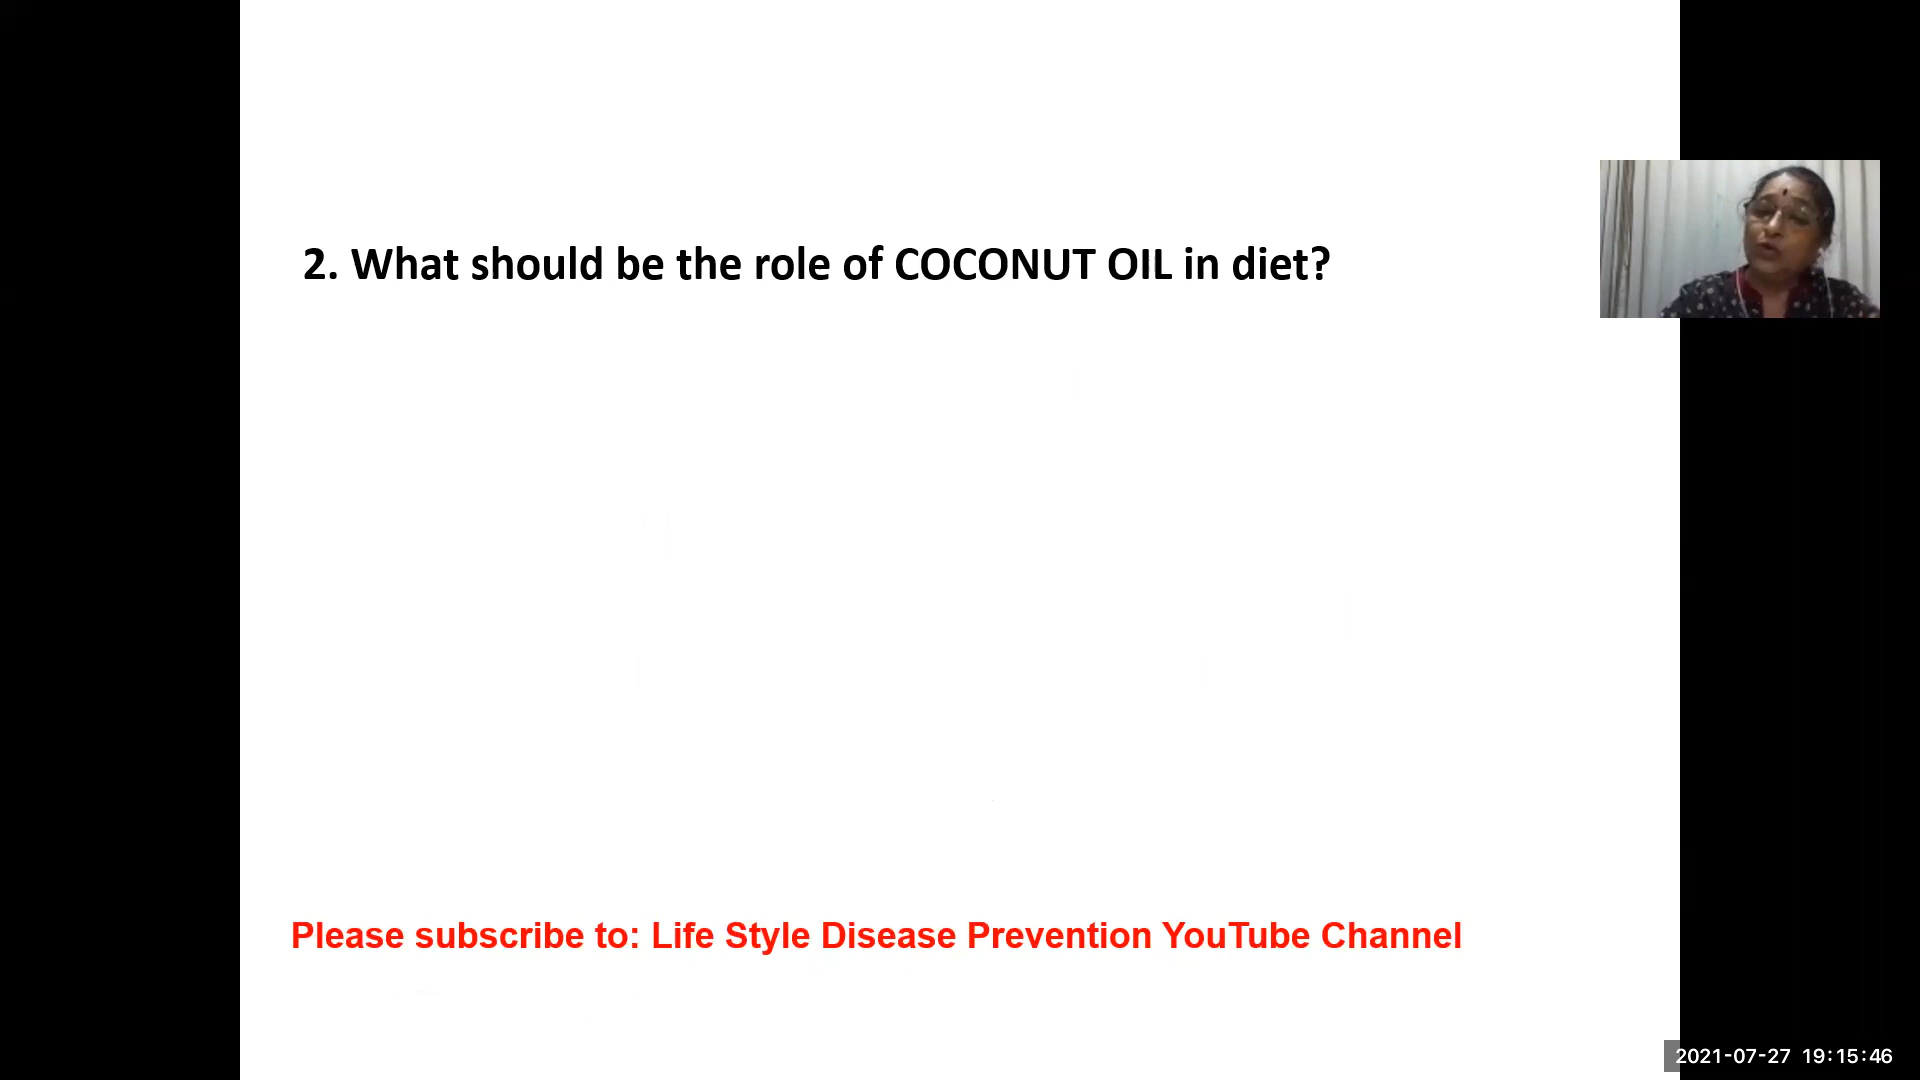 2. What should be the role of COCONUT OIL in diet?
Please subscribe to: Life Style Disease Prevention YouTube Channel
2021-07-27 19:15:46